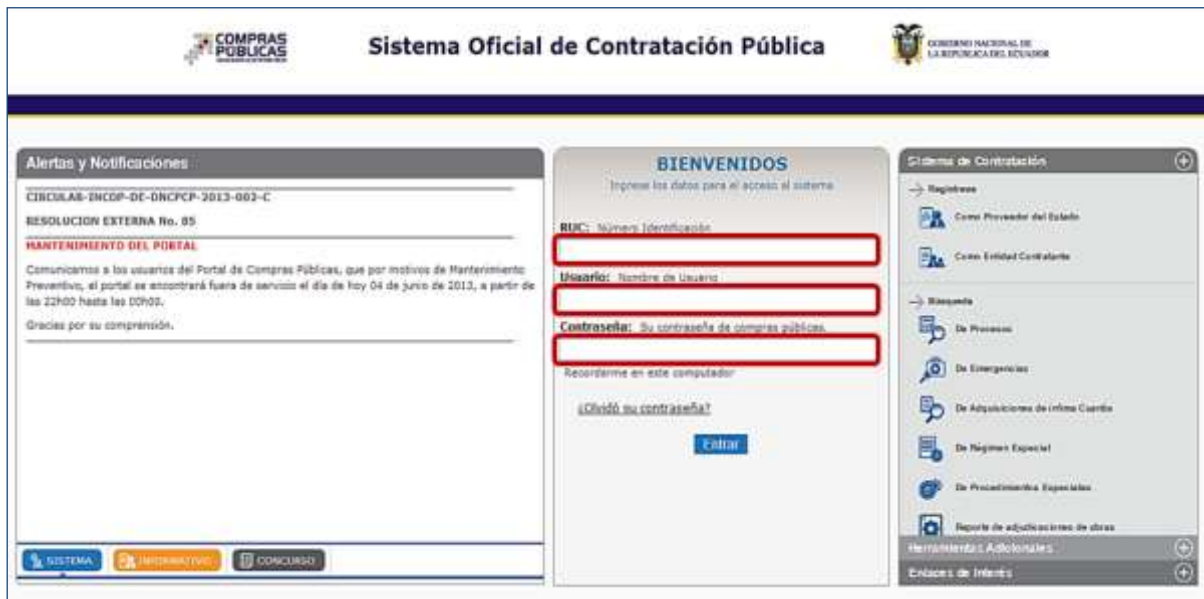 COMPRAS
PÚBLICAS
Sistema Oficial de Contratación Pública
GOBIERNO NACIONAL DE
LA REPÚBLICA DEL ECUADOR
Alertas y Notificaciones
CIRCULAR-INCOP-DE-DNCPCP-2013-002-C
RESOLUCION EXTERNA No. 85
MANTENIMIENTO DEL PORTAL
Comunicamos a los usuarios del Portal de Compras Públicas, que por motivos de Mantenimiento
Preventivo, el portal se encontrará fuera de servicio el día de hoy 04 de junio de 2013, a partir de
las 22h00 hasta las 00h00.
Gracias por su comprensión.
SISTEMA
INFORMATIVO
CONCURSO
BIENVENIDOS
Ingrese los datos para el acceso al sistema
RUC: Número Identificación
Usuario: Nombre de Usuario
Contraseña: Su contraseña de compras públicas.
Recordarme en este computador
¿Olvidó su contraseña?
Entrar
Sistema de Contratación
Regístrese
Como Proveedor del Estado
Como Entidad Contratante
Búsqueda
De Procesos
De Emergencias
De Adquisiciones de ínfima Cuantía
De Régimen Especial
De Procedimientos Especiales
Reporte de adjudicaciones de obras
Herramientas Adicionales
Enlaces de Interés